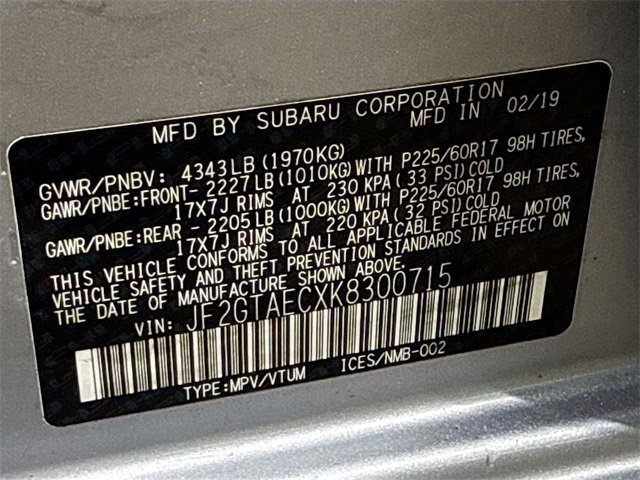 MFD BY SUBARU CORPORATION
MFD IN 02/19
GVWR/PNBV: 4343LB(1970KG)
GAWR/PNBE:FRONT-2227LB(1010KG)WITH P225/60R17 98H TIRES,
17X7J RIMS AT 230 KPA(33 PSI)COLD
GAWR/PNBE:REAR -2205LB(1000KG)WITH P225/60R17 98H TIRES,
17X7J RIMS AT 220 KPA(32 PSI)COLD
THIS VEHICLE CONFORMS TO ALL APPLICABLE FEDERAL MOTOR
VEHICLE SAFETY AND THEFT PREVENTION STANDARDS IN EFFECT ON
THE DATE OF MANUFACTURE SHOWN ABOVE.
VIN: JF2GTAECXK8300715
TYPE:MPV/VTUM ICES/NMB-002